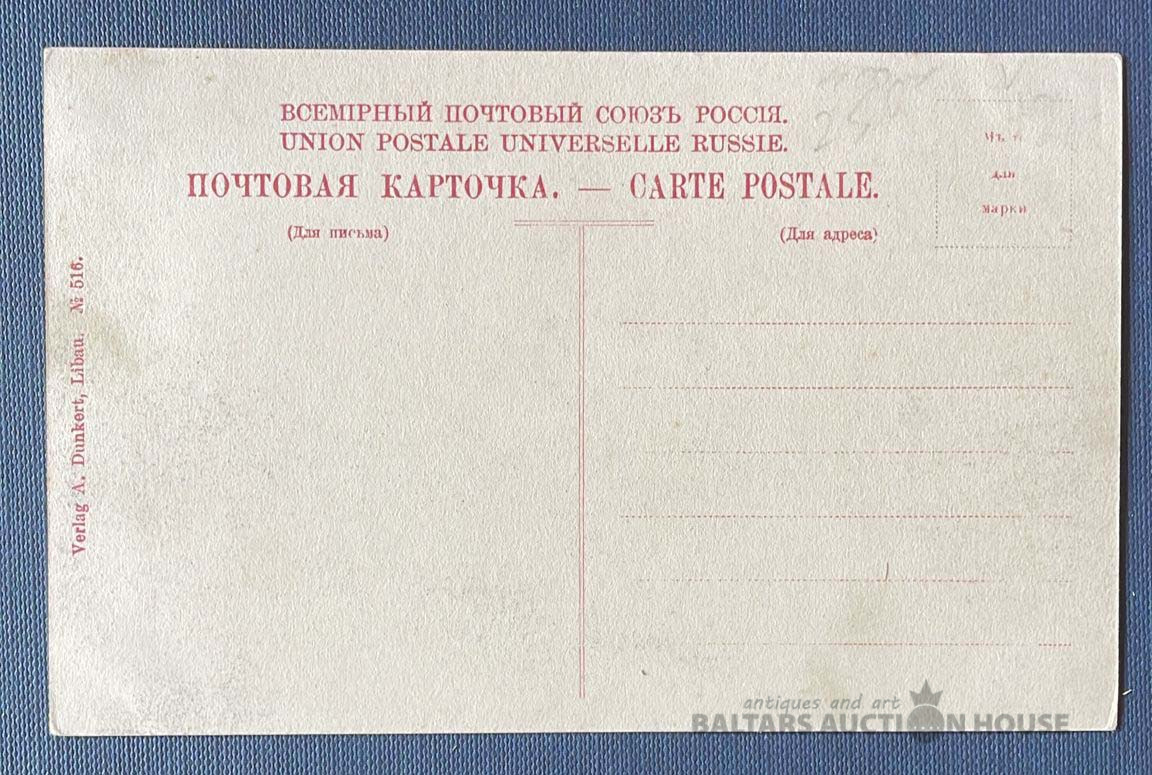 ВСЕМІРНЫЙ ПОЧТОВЫЙ СОЮЗЪ РОССІЯ.
UNION POSTALE UNIVERSELLE RUSSIE.
ПОЧТОВАЯ КАРТОЧКА. — CARTE POSTALE.
(Для письма)
(Для адреса)
для
марки
Verlag A. Dunkert, Libau. № 516.
antiques and art
BALTARS AUCTION HOUSE